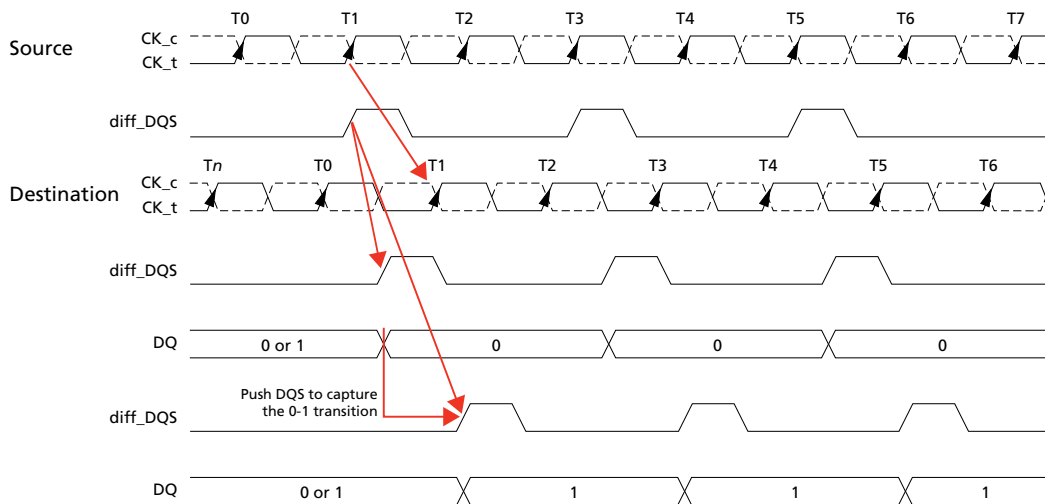 T0 T1 T2 T3 T4 T5 T6 T7
Source
CK_c
CK_t
diff_DQS
Tn T0 T1 T2 T3 T4 T5 T6
Destination
CK_c
CK_t
diff_DQS
DQ 0 or 1 0 0 0
Push DQS to capture
the 0-1 transition
diff_DQS
DQ 0 or 1 1 1 1